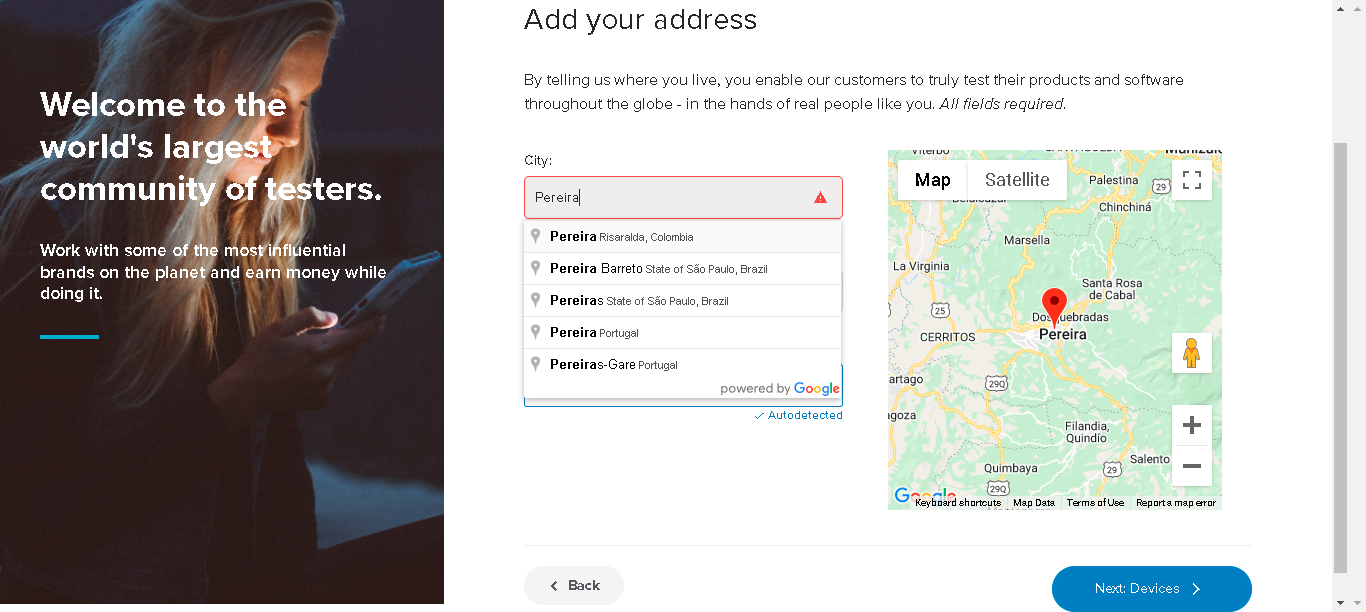 Add your address
Welcome to the
world's largest
community of testers.
Work with some of the most influential
brands on the planet and earn money while
doing it.
By telling us where you live, you enable our customers to truly test their products and software
throughout the globe - in the hands of real people like you. All fields required.
City:
Pereira
Pereira Risaralda, Colombia
Pereira Barreto State of São Paulo, Brazil
Pereiras State of São Paulo, Brazil
Pereira Portugal
Pereiras-Gare Portugal
powered by Google
Autodetected
Map
Satellite
Viterbo
Palestina
29
Chinchiná
Marsella
La Virginia
Santa Rosa
de Cabal
25
Dosquebradas
CERRITOS
Pereira
29Q
artago
goza
Filandia,
Quindío
Salento
Quimbaya
29
29Q
Google
Keyboard shortcuts
Map Data
Terms of Use
Report a map error
Back
Next: Devices